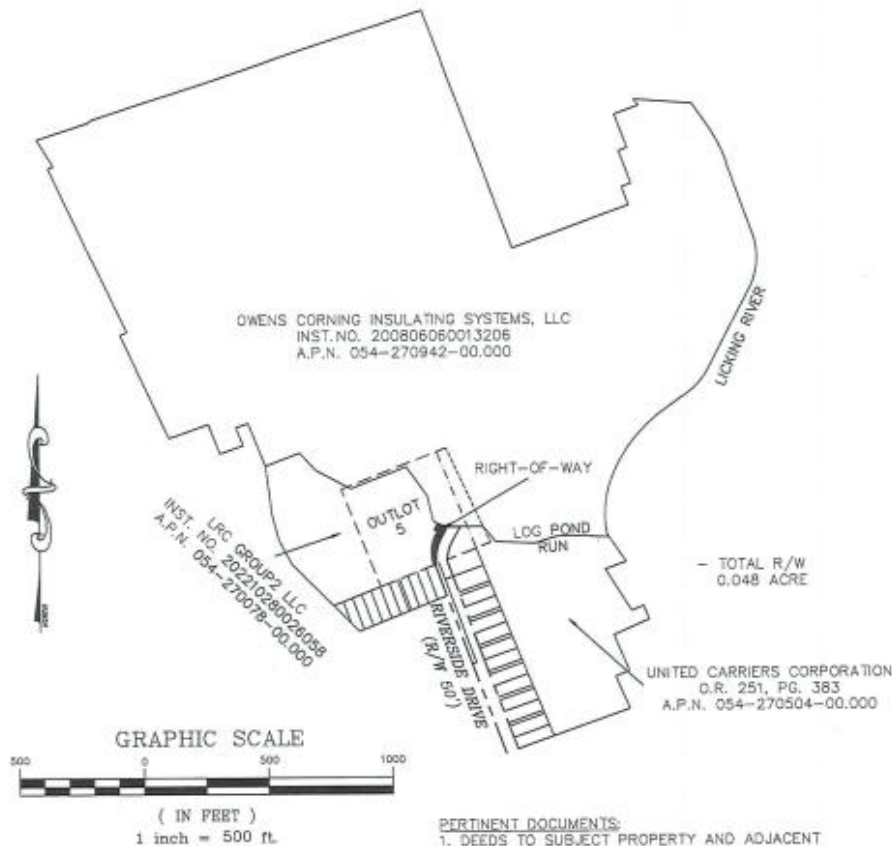 OWENS CORNING INSULATING SYSTEMS, LLC
INST. NO. 200806060013206
A.P.N. 054-270942-00.000
LICKING RIVER
RIGHT-OF-WAY
OUTLOT
5
LOG POND
RUN
LRC GROUP2 LLC
INST. NO. 202210280026058
A.P.N. 054-270078-00.000
- TOTAL R/W
0.048 ACRE
RIVERSIDE DRIVE
(R/W 60')
UNITED CARRIERS CORPORATION
O.R. 251, PG. 383
A.P.N. 054-270504-00.000
GRAPHIC SCALE
500 0 500 1000
( IN FEET )
1 inch = 500 ft.
PERTINENT DOCUMENTS:
1. DEEDS TO SUBJECT PROPERTY AND ADJACENT